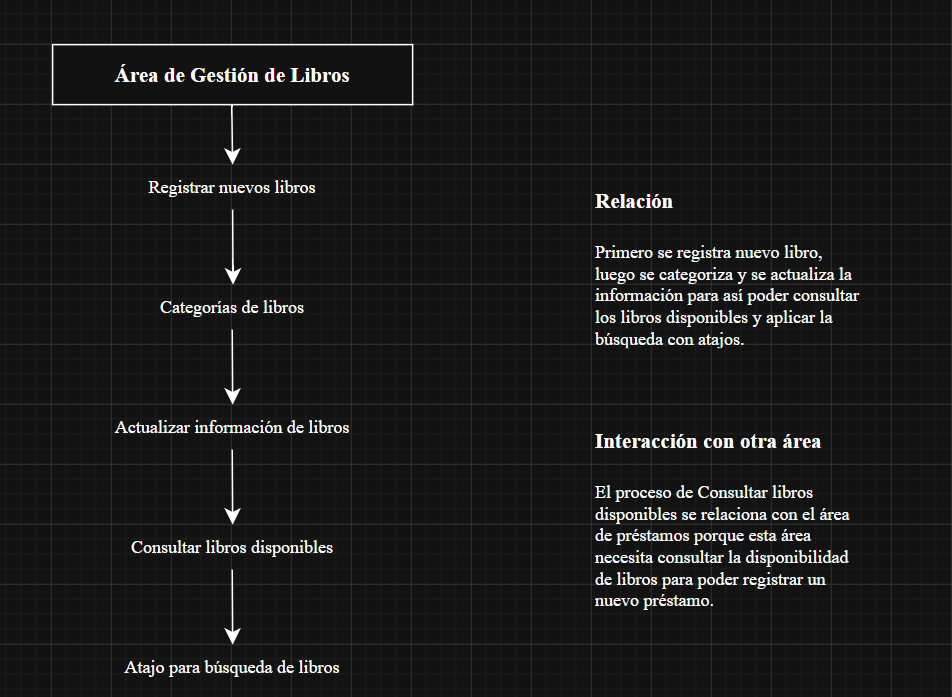 Área de Gestión de Libros
Registrar nuevos libros
Categorías de libros
Actualizar información de libros
Consultar libros disponibles
Atajo para búsqueda de libros
Relación
Primero se registra nuevo libro,
luego se categoriza y se actualiza la
información para así poder consultar
los libros disponibles y aplicar la
búsqueda con atajos.
Interacción con otra área
El proceso de Consultar libros
disponibles se relaciona con el área
de préstamos porque esta área
necesita consultar la disponibilidad
de libros para poder registrar un
nuevo préstamo.